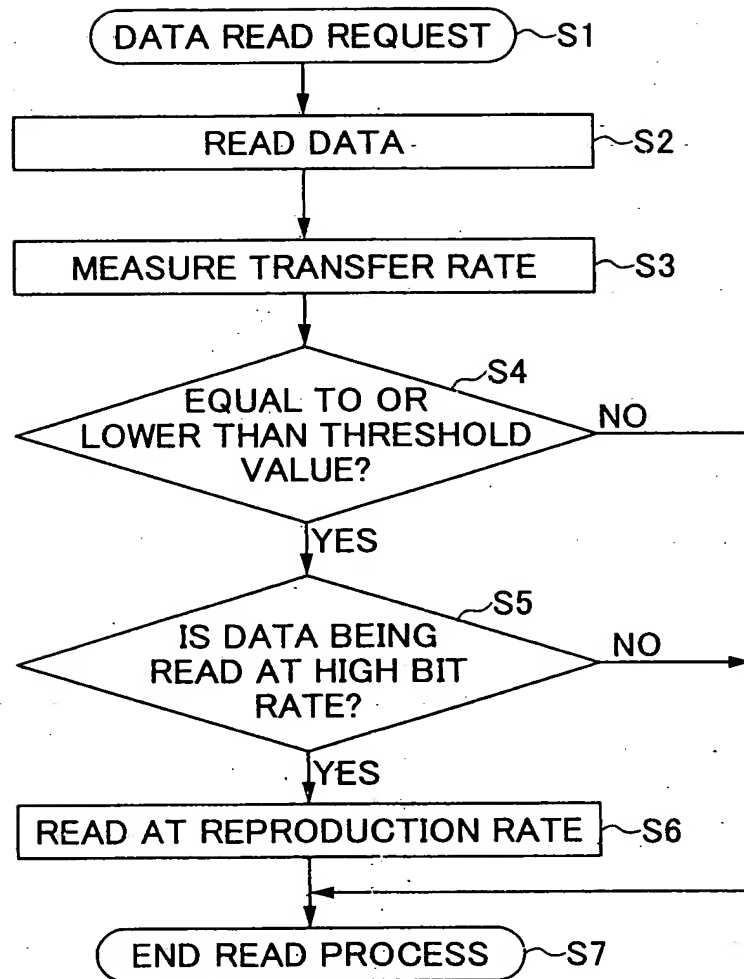 DATA READ REQUEST S1
READ DATA S2
MEASURE TRANSFER RATE S3
S4
EQUAL TO OR
LOWER THAN THRESHOLD
VALUE?
NO
YES
S5
IS DATA BEING
READ AT HIGH BIT
RATE?
NO
YES
READ AT REPRODUCTION RATE S6
END READ PROCESS S7